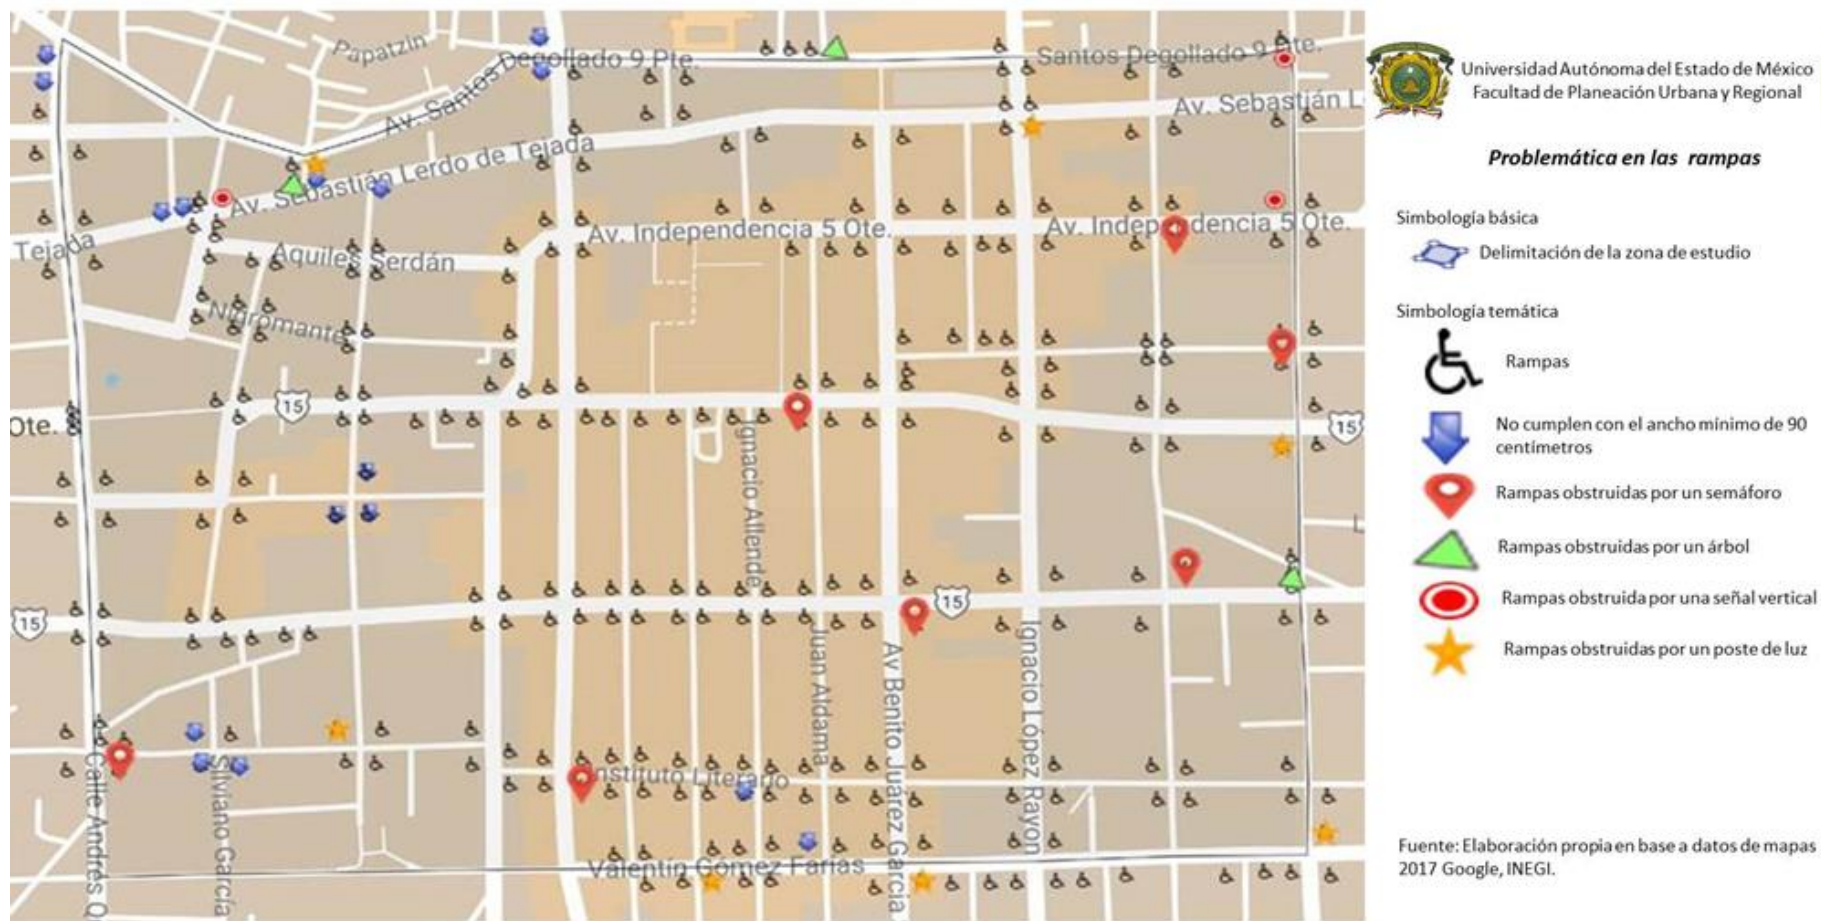 Papatzin
Degollado 9 Pte.
Santos Degollado 9 Pte.
Av. Santos
Av. Sebastián L
Av. Sebastián Lerdo de Tejada
Tejada
Av. Independencia 5 Ote.
Av. Independencia 5 Ote.
Aquiles Serdán
Nigromante
15
Ote.
15
Ignacio Allende
L
15
15
Juan Aldama
Av Benito Juárez García
Ignacio López Rayon
Calle Andrés Q
Silviano García
Instituto Literario
Valentín Gómez Farías
Universidad Autónoma del Estado de México
Facultad de Planeación Urbana y Regional
Problemática en las rampas
Simbología básica
Delimitación de la zona de estudio
Simbología temática
Rampas
No cumplen con el ancho mínimo de 90
centímetros
Rampas obstruidas por un semáforo
Rampas obstruidas por un árbol
Rampas obstruida por una señal vertical
Rampas obstruidas por un poste de luz
Fuente: Elaboración propia en base a datos de mapas
2017 Google, INEGI.